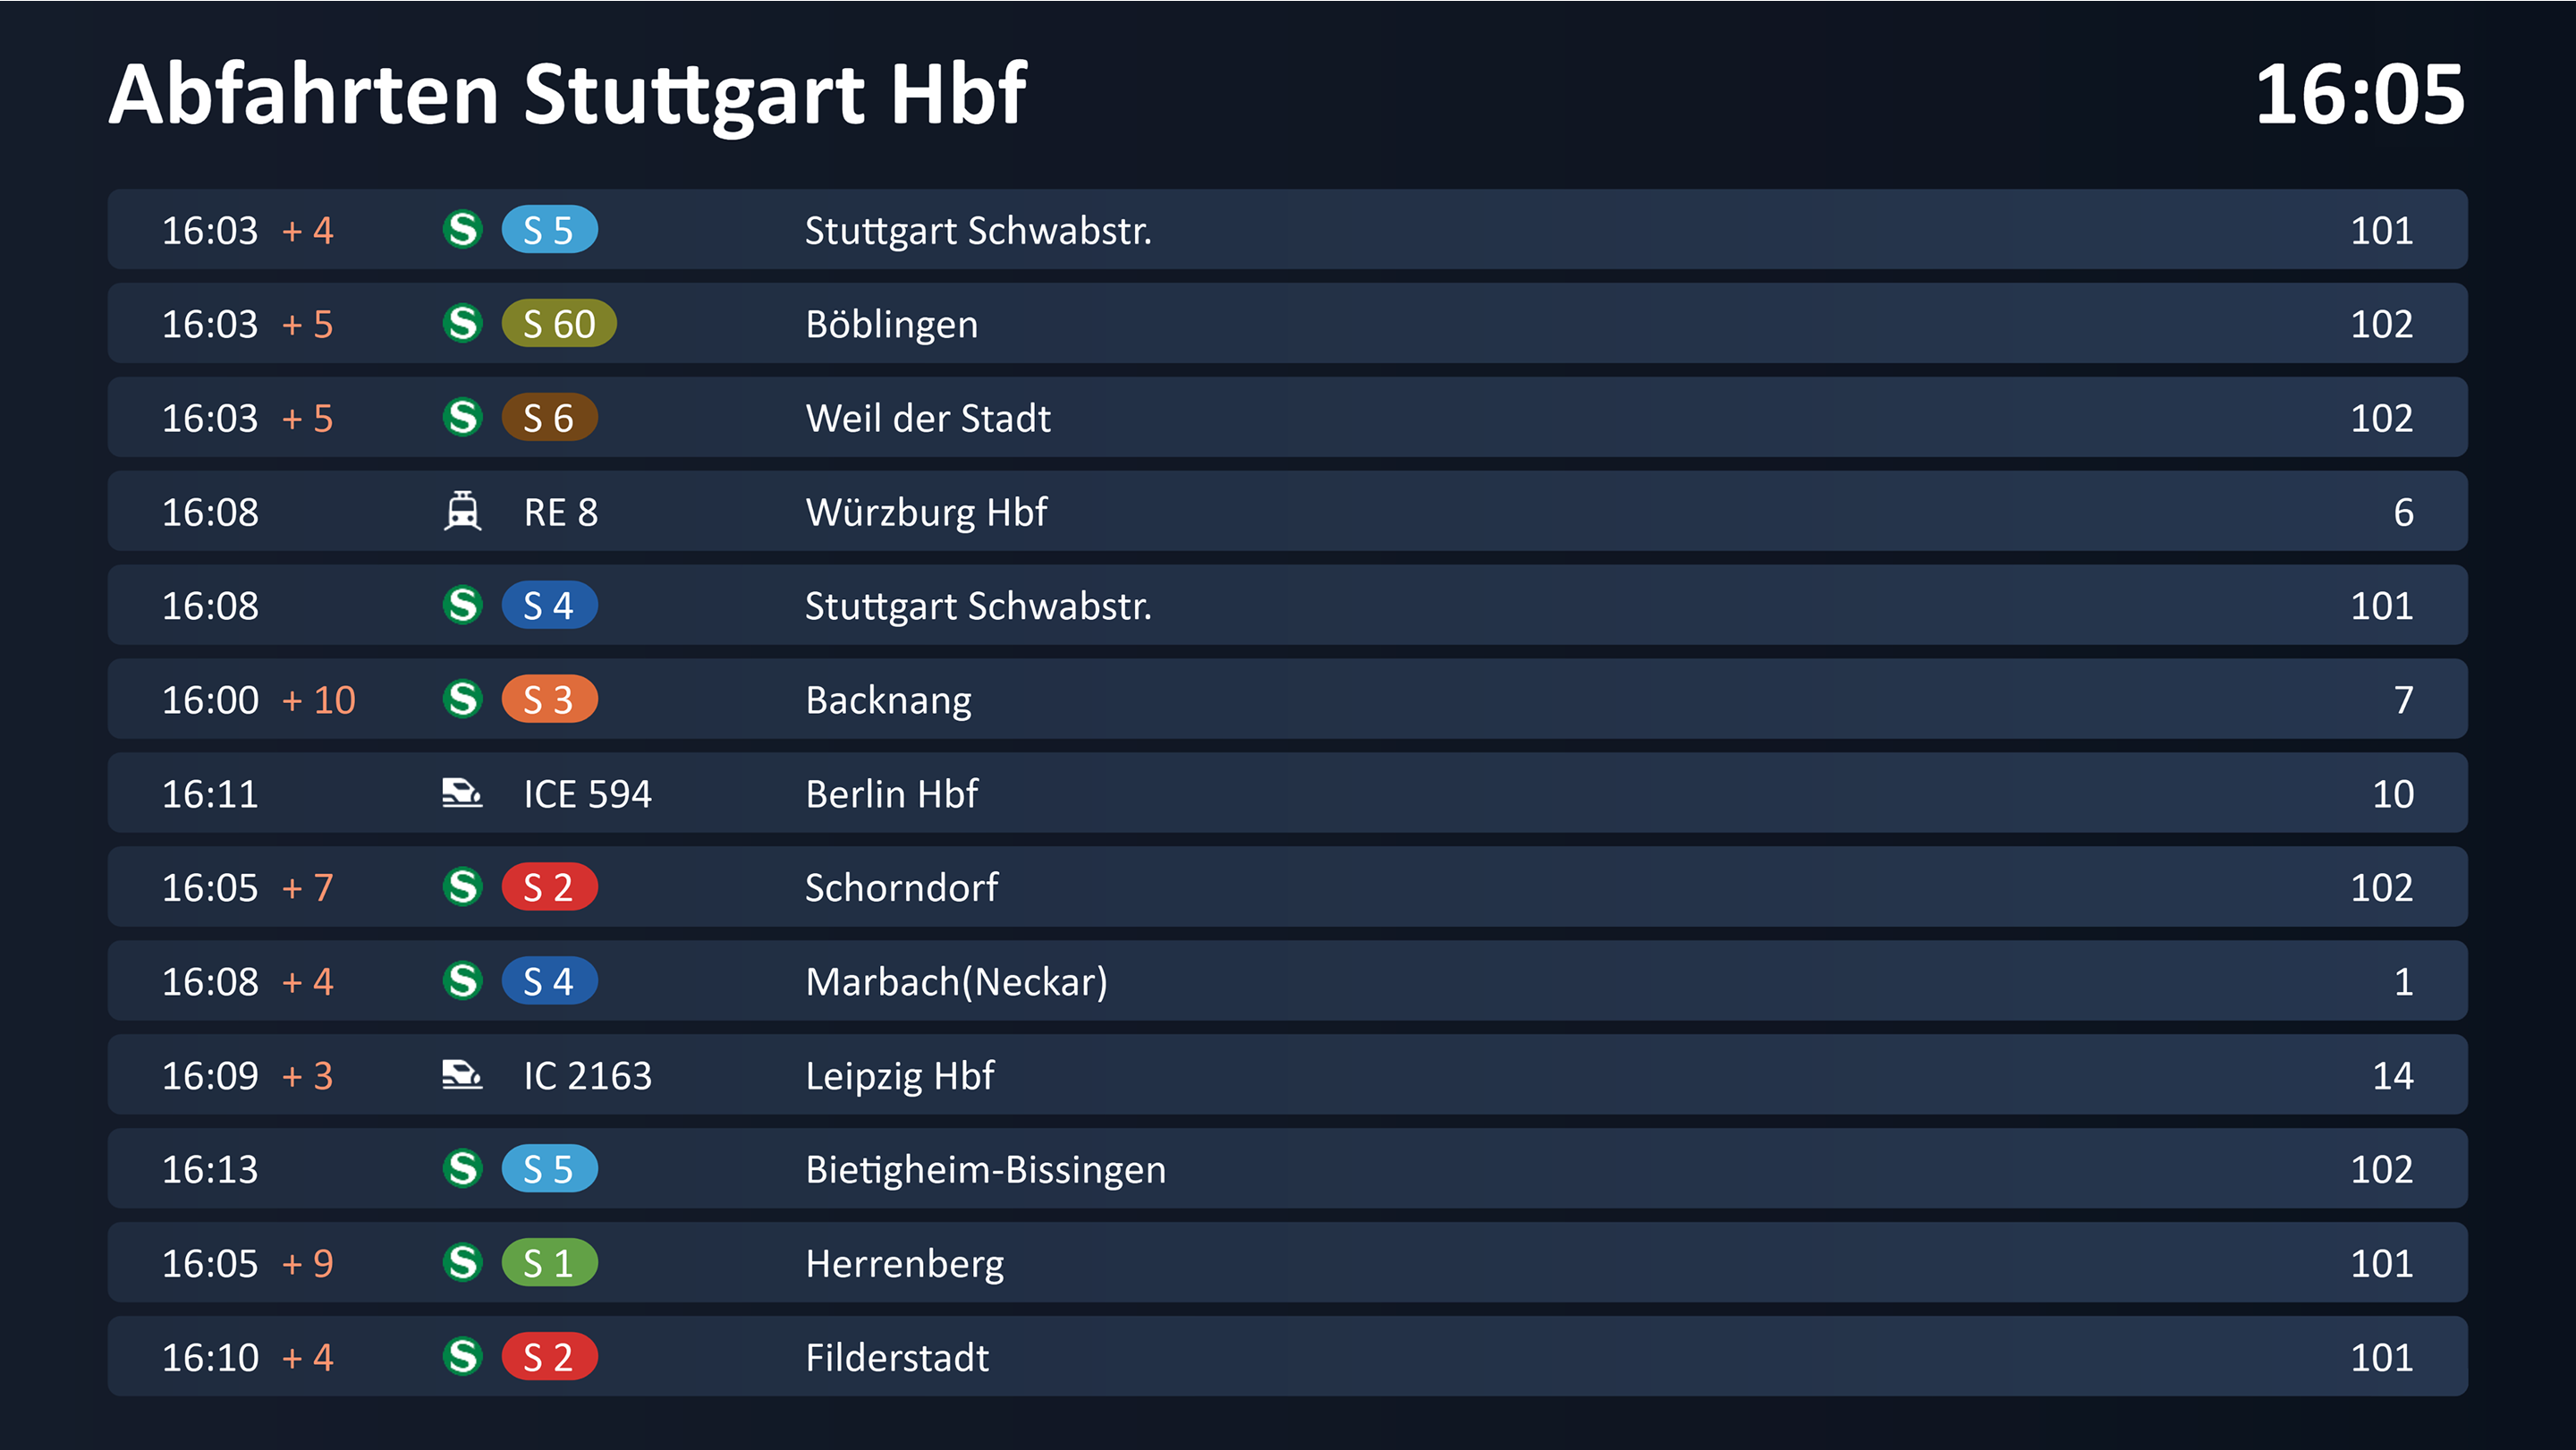 Abfahrten Stuttgart Hbf 16:05
16:03 + 4 S S 5 Stuttgart Schwabstr. 101
16:03 + 5 S S 60 Böblingen 102
16:03 + 5 S S 6 Weil der Stadt 102
16:08 RE 8 Würzburg Hbf 6
16:08 S S 4 Stuttgart Schwabstr. 101
16:00 + 10 S S 3 Backnang 7
16:11 ICE 594 Berlin Hbf 10
16:05 + 7 S S 2 Schorndorf 102
16:08 + 4 S S 4 Marbach(Neckar) 1
16:09 + 3 IC 2163 Leipzig Hbf 14
16:13 S S 5 Bietigheim-Bissingen 102
16:05 + 9 S S 1 Herrenberg 101
16:10 + 4 S S 2 Filderstadt 101